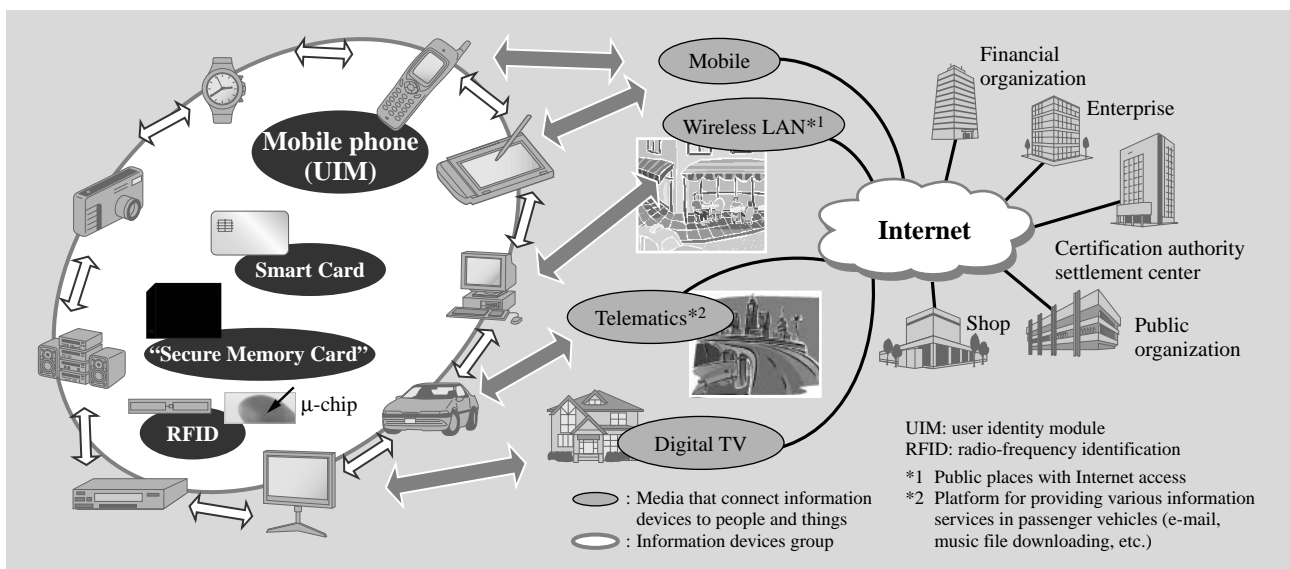 Mobile phone
(UIM)
Smart Card
“Secure Memory Card”
μ-chip
RFID
Mobile
Wireless LAN*1
Telematics*2
Digital TV
Internet
Financial
organization
Enterprise
Certification authority
settlement center
Shop
Public
organization
: Media that connect information
devices to people and things
: Information devices group
UIM: user identity module
RFID: radio-frequency identification
*1 Public places with Internet access
*2 Platform for providing various information
services in passenger vehicles (e-mail,
music file downloading, etc.)